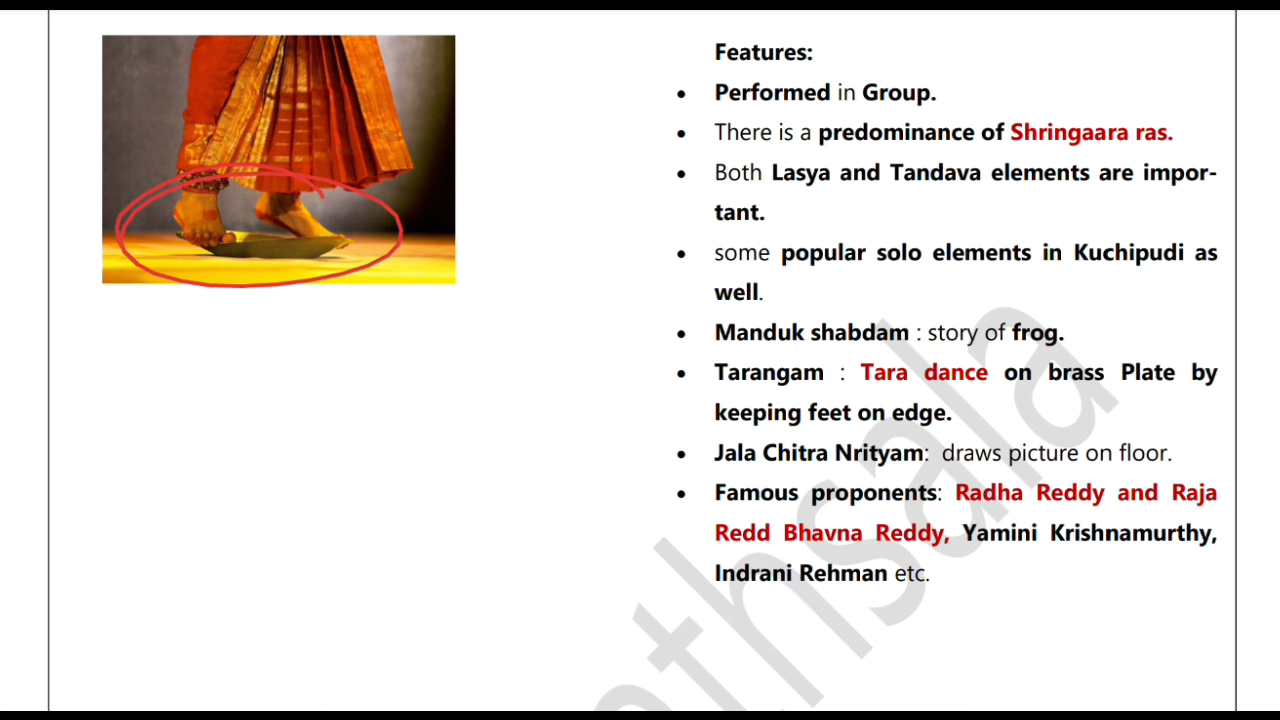 Features:
• Performed in Group.
• There is a predominance of Shringaara ras.
• Both Lasya and Tandava elements are impor-
tant.
• some popular solo elements in Kuchipudi as
well.
• Manduk shabdam : story of frog.
• Tarangam : Tara dance on brass Plate by
keeping feet on edge.
• Jala Chitra Nrityam: draws picture on floor.
• Famous proponents: Radha Reddy and Raja
Redd Bhavna Reddy, Yamini Krishnamurthy,
Indrani Rehman etc.
athsala